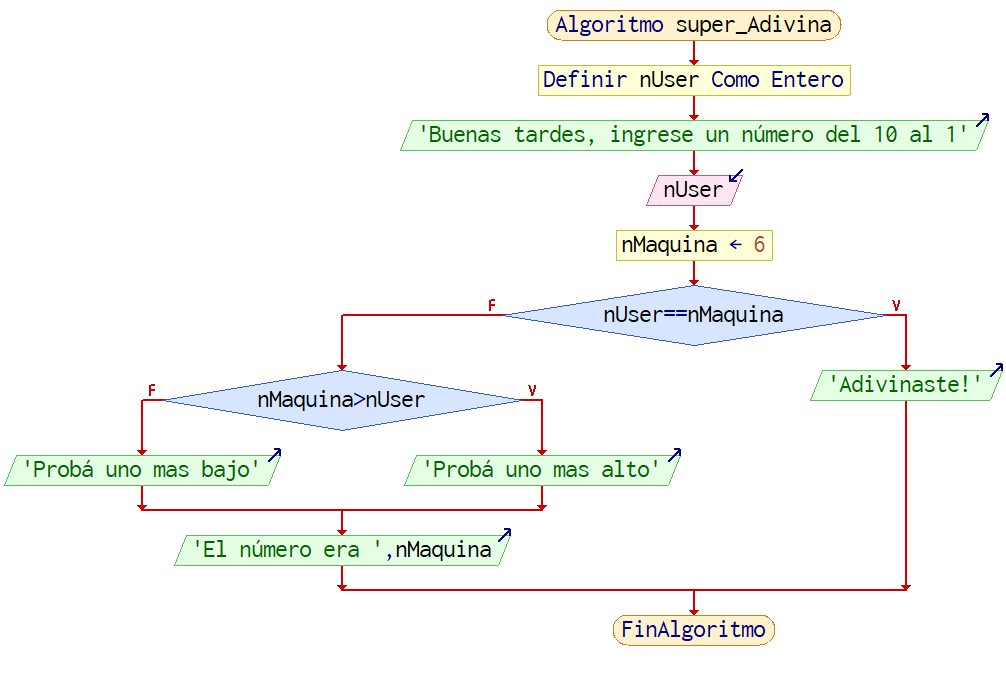 Algoritmo super_Adivina
Definir nUser Como Entero
'Buenas tardes, ingrese un número del 10 al 1'
nUser
nMaquina ← 6
F
nUser==nMaquina
V
F
nMaquina>nUser
V
'Adivinaste!'
'Probá uno mas bajo'
'Probá uno mas alto'
'El número era ',nMaquina
FinAlgoritmo